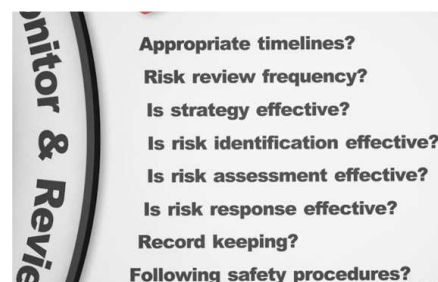 onitor & Revie
Appropriate timelines?
Risk review frequency?
Is strategy effective?
Is risk identification effective?
Is risk assessment effective?
Is risk response effective?
Record keeping?
Following safety procedures?